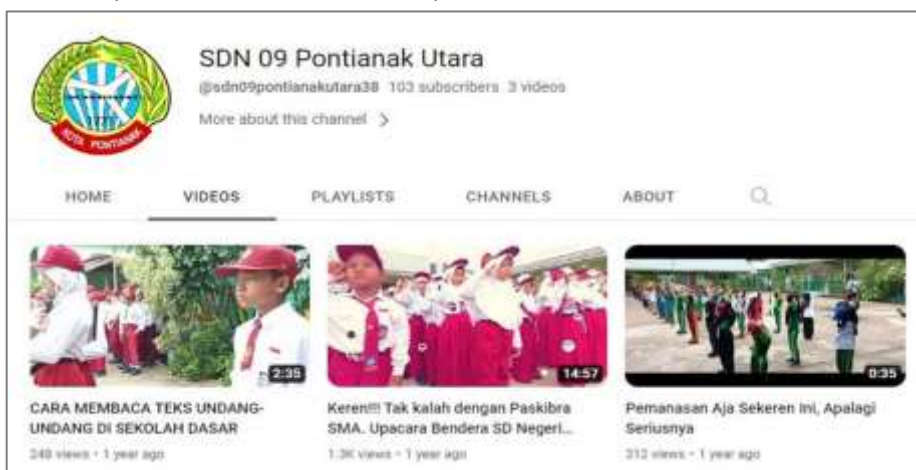 SDN 09 Pontianak Utara
@sdn09pontianakutara38 103 subscribers 3 videos
More about this channel >
1771
KOTA PONTIANAK
HOME VIDEOS PLAYLISTS CHANNELS ABOUT
2:35 14:57 0:35
CARA MEMBACA TEKS UNDANG-
UNDANG DI SEKOLAH DASAR
248 views • 1 year ago
Keren!!! Tak kalah dengan Paskibra
SMA. Upacara Bendera SD Negeri...
1.3K views • 1 year ago
Pemanasan Aja Sekeren Ini, Apalagi
Seriusnya
312 views • 1 year ago